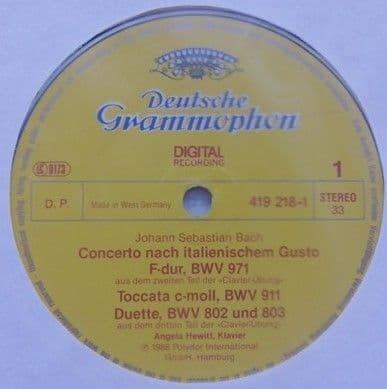 Deutsche
Grammophon
DIGITAL
RECORDING
LC 0173
1
D. P.
Made in West Germany
419 218-1
STEREO
33
Johann Sebastian Bach
Concerto nach italienischem Gusto
F-dur, BWV 971
aus dem zweiten Teil der »Clavier-Übung«
Toccata c-moll, BWV 911
Duette, BWV 802 und 803
aus dem dritten Teil der »Clavier-Übung«
Angela Hewitt, Klavier
℗ 1986 Polydor International
GmbH, Hamburg